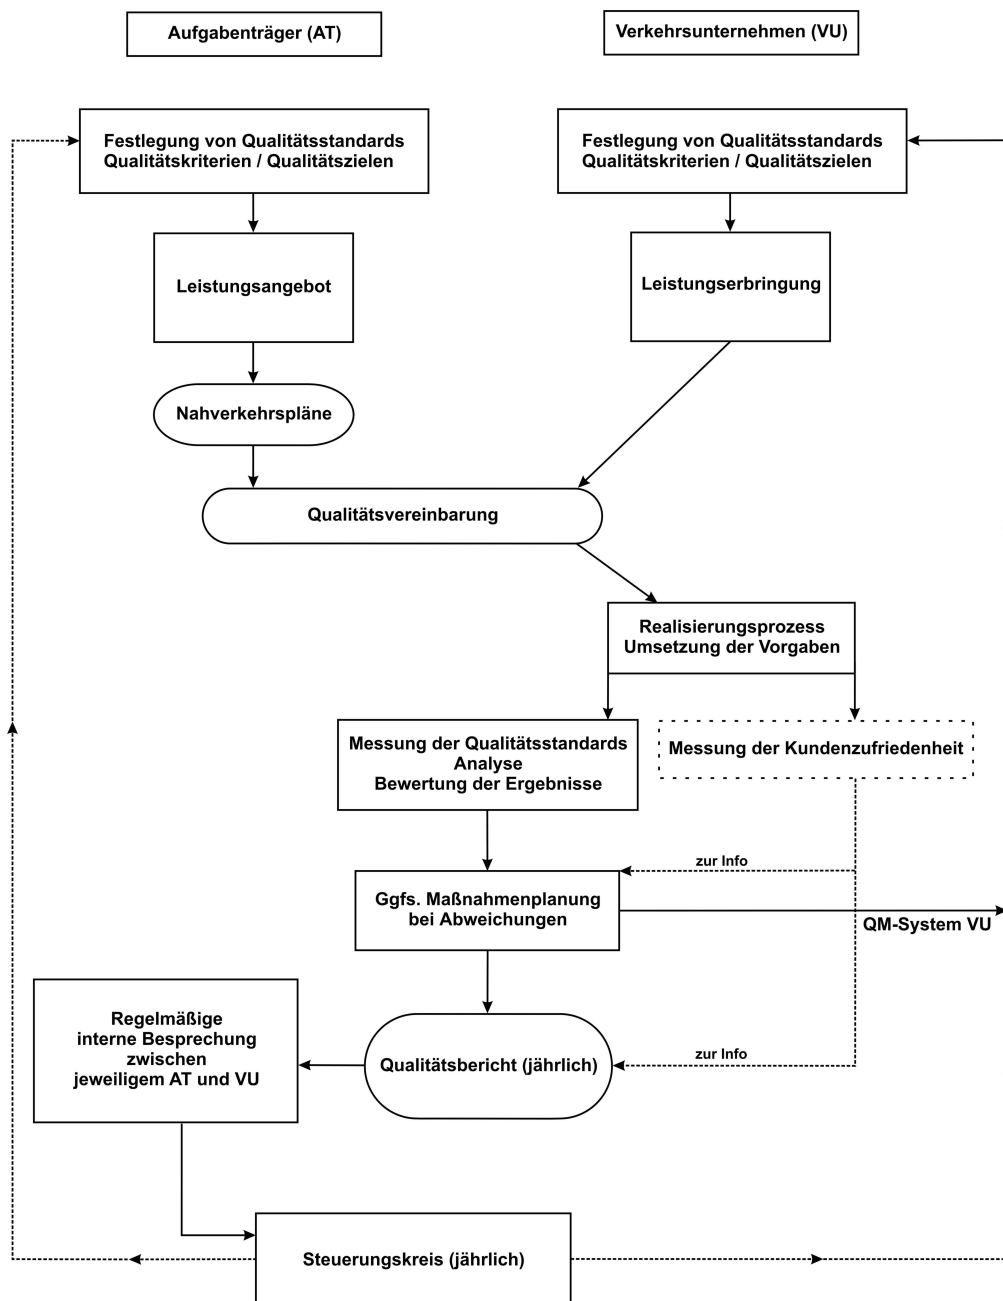 Aufgabenträger (AT)
Verkehrsunternehmen (VU)
Festlegung von Qualitätsstandards
Qualitätskriterien / Qualitätszielen
Festlegung von Qualitätsstandards
Qualitätskriterien / Qualitätszielen
Leistungsangebot
Leistungserbringung
Nahverkehrspläne
Qualitätsvereinbarung
Realisierungsprozess
Umsetzung der Vorgaben
Messung der Qualitätsstandards
Analyse
Bewertung der Ergebnisse
Messung der Kundenzufriedenheit
zur Info
Ggfs. Maßnahmenplanung
bei Abweichungen
QM-System VU
Regelmäßige
interne Besprechung
zwischen
jeweiligem AT und VU
Qualitätsbericht (jährlich)
zur Info
Steuerungskreis (jährlich)